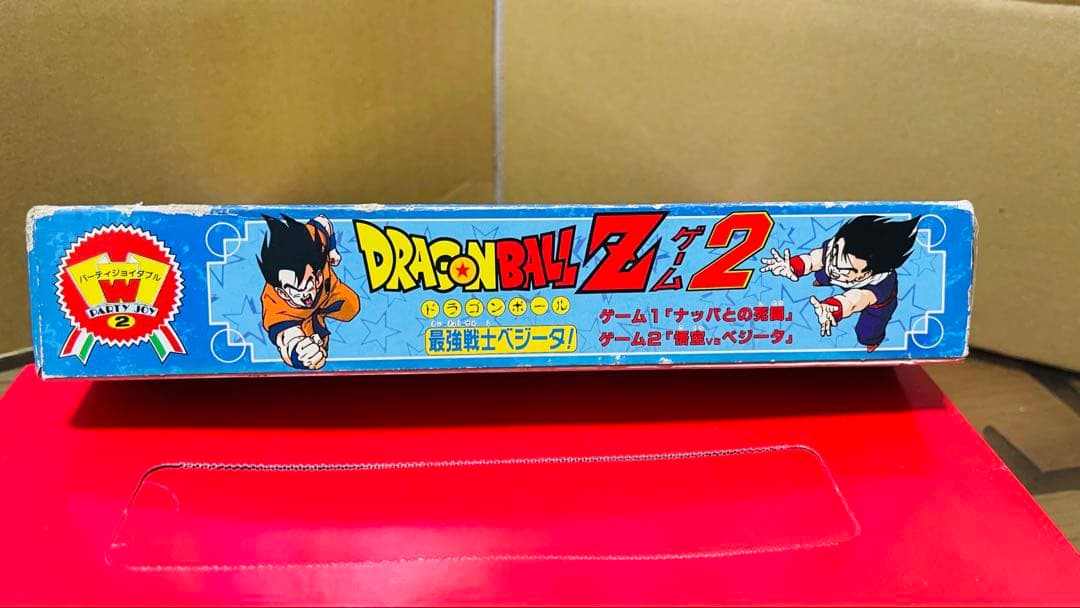 パーティジョイダブル
W
PARTY JOY
2
DRAGON BALL Z ゲーム 2
ドラゴンボール
最強戦士ベジータ!
ゲーム1「ナッパとの死闘」
ゲーム2「悟空vsベジータ」